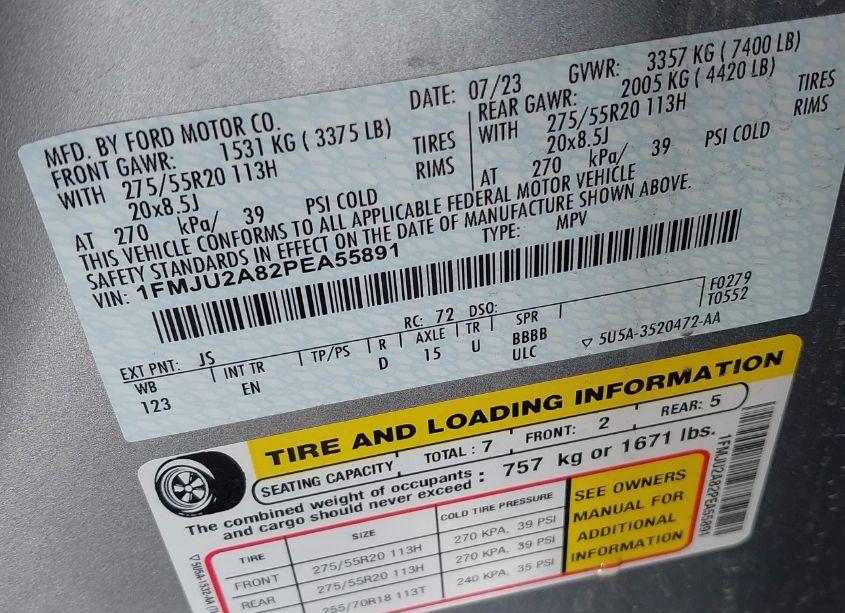 MFD. BY FORD MOTOR CO.
DATE: 07/23 GVWR: 3357 KG (7400 LB)
FRONT GAWR: 1531 KG (3375 LB) REAR GAWR: 2005 KG (4420 LB)
WITH 275/55R20 113H TIRES WITH 275/55R20 113H TIRES
20x8.5J RIMS 20x8.5J RIMS
AT 270 kPa/ 39 PSI COLD AT 270 kPa/ 39 PSI COLD
THIS VEHICLE CONFORMS TO ALL APPLICABLE FEDERAL MOTOR VEHICLE
SAFETY STANDARDS IN EFFECT ON THE DATE OF MANUFACTURE SHOWN ABOVE.
VIN: 1FMJU2A82PEA55891 TYPE: MPV
F0279
T0552
EXT PNT: JS RC: 72 DSO:
WB INT TR TP/PS R AXLE TR SPR
123 EN D 15 U BBBB
ULC
▽ 5U5A-3520472-AA
TIRE AND LOADING INFORMATION
SEATING CAPACITY TOTAL: 7 FRONT: 2 REAR: 5
The combined weight of occupants
and cargo should never exceed : 757 kg or 1671 lbs.
TIRE SIZE COLD TIRE PRESSURE
FRONT 275/55R20 113H 270 KPA, 39 PSI
REAR 275/55R20 113H 270 KPA, 39 PSI
255/70R18 113T 240 KPA, 35 PSI
SEE OWNERS
MANUAL FOR
ADDITIONAL
INFORMATION
1FMJU2A82PEA55891